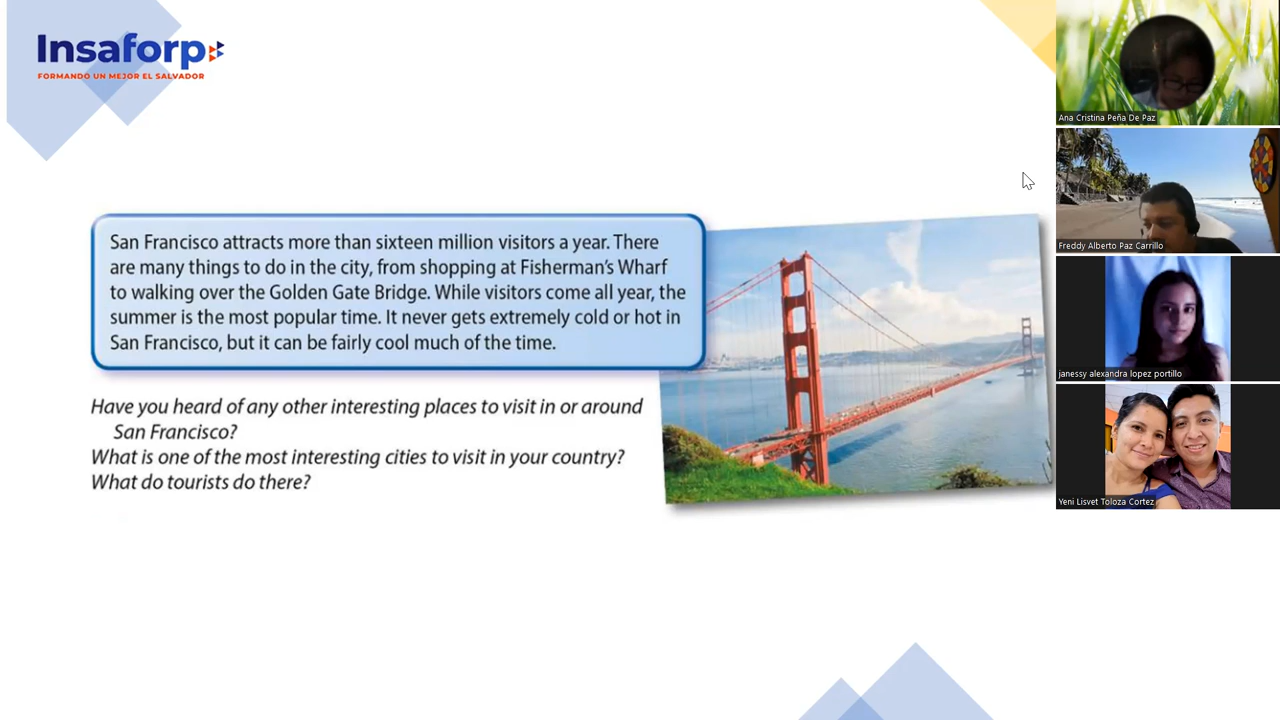 Insaforp
FORMANDO UN MEJOR EL SALVADOR
San Francisco attracts more than sixteen million visitors a year. There
are many things to do in the city, from shopping at Fisherman's Wharf
to walking over the Golden Gate Bridge. While visitors come all year, the
summer is the most popular time. It never gets extremely cold or hot in
San Francisco, but it can be fairly cool much of the time.
Have you heard of any other interesting places to visit in or around
San Francisco?
What is one of the most interesting cities to visit in your country?
What do tourists do there?
Ana Cristina Peña De Paz
Freddy Alberto Paz Carrillo
janessy alexandra lopez portillo
Yeni Lisvet Toloza Cortez